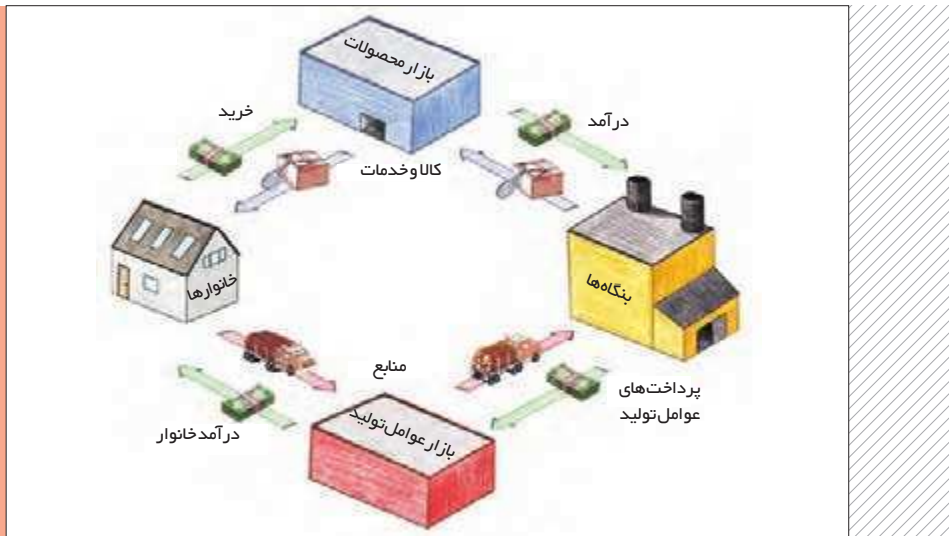 بازار محصولات
خرید
درآمد
کالا و خدمات
خانوارها
بنگاه‌ها
منابع
پرداخت‌های
عوامل تولید
درآمد خانوار
بازار عوامل تولید